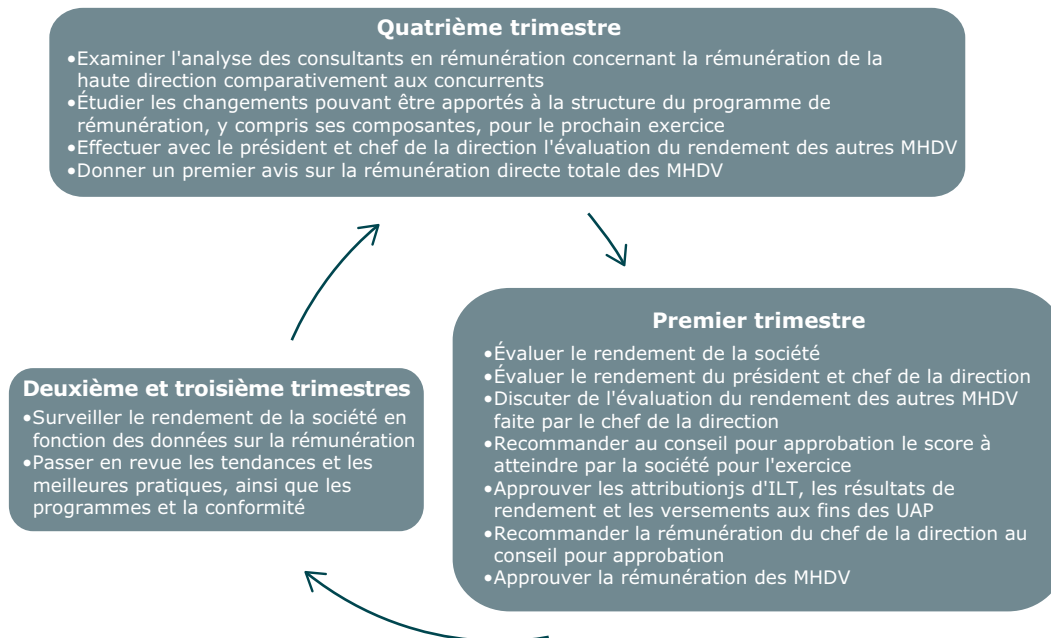 Quatrième trimestre
•Examiner l'analyse des consultants en rémunération concernant la rémunération de la
haute direction comparativement aux concurrents
•Étudier les changements pouvant être apportés à la structure du programme de
rémunération, y compris ses composantes, pour le prochain exercice
•Effectuer avec le président et chef de la direction l'évaluation du rendement des autres MHDV
•Donner un premier avis sur la rémunération directe totale des MHDV
Premier trimestre
•Évaluer le rendement de la société
•Évaluer le rendement du président et chef de la direction
•Discuter de l'évaluation du rendement des autres MHDV
faite par le chef de la direction
•Recommander au conseil pour approbation le score à
atteindre par la société pour l'exercice
•Approuver les attributionjs d'ILT, les résultats de
rendement et les versements aux fins des UAP
•Recommander la rémunération du chef de la direction au
conseil pour approbation
•Approuver la rémunération des MHDV
Deuxième et troisième trimestres
•Surveiller le rendement de la société en
fonction des données sur la rémunération
•Passer en revue les tendances et les
meilleures pratiques, ainsi que les
programmes et la conformité